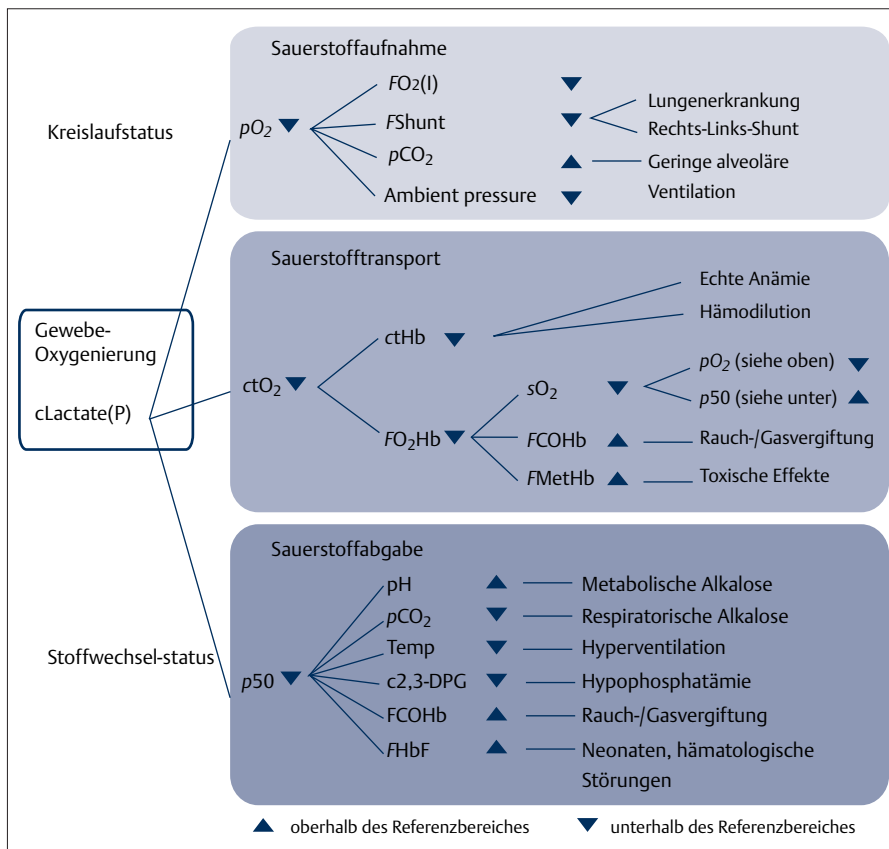 Sauerstoffaufnahme
Kreislaufstatus
pO₂ ▼
FO₂(I) ▼
FShunt ▼
Lungenerkrankung
Rechts-Links-Shunt
pCO₂ ▲
Geringe alveoläre
Ventilation
Ambient pressure ▼
Sauerstofftransport
Gewebe-
Oxygenierung
cLactate(P)
ctO₂ ▼
ctHb ▼
Echte Anämie
Hämodilution
FO₂Hb ▼
sO₂ ▼
pO₂ (siehe oben) ▼
p50 (siehe unter) ▲
FCOHb ▲ Rauch-/Gasvergiftung
FMetHb ▲ Toxische Effekte
Sauerstoffabgabe
Stoffwechsel-status
p50 ▼
pH ▲ Metabolische Alkalose
pCO₂ ▼ Respiratorische Alkalose
Temp ▼ Hyperventilation
c2,3-DPG ▼ Hypophosphatämie
FCOHb ▲ Rauch-/Gasvergiftung
FHbF ▲ Neonaten, hämatologische
Störungen
▲ oberhalb des Referenzbereiches ▼ unterhalb des Referenzbereiches